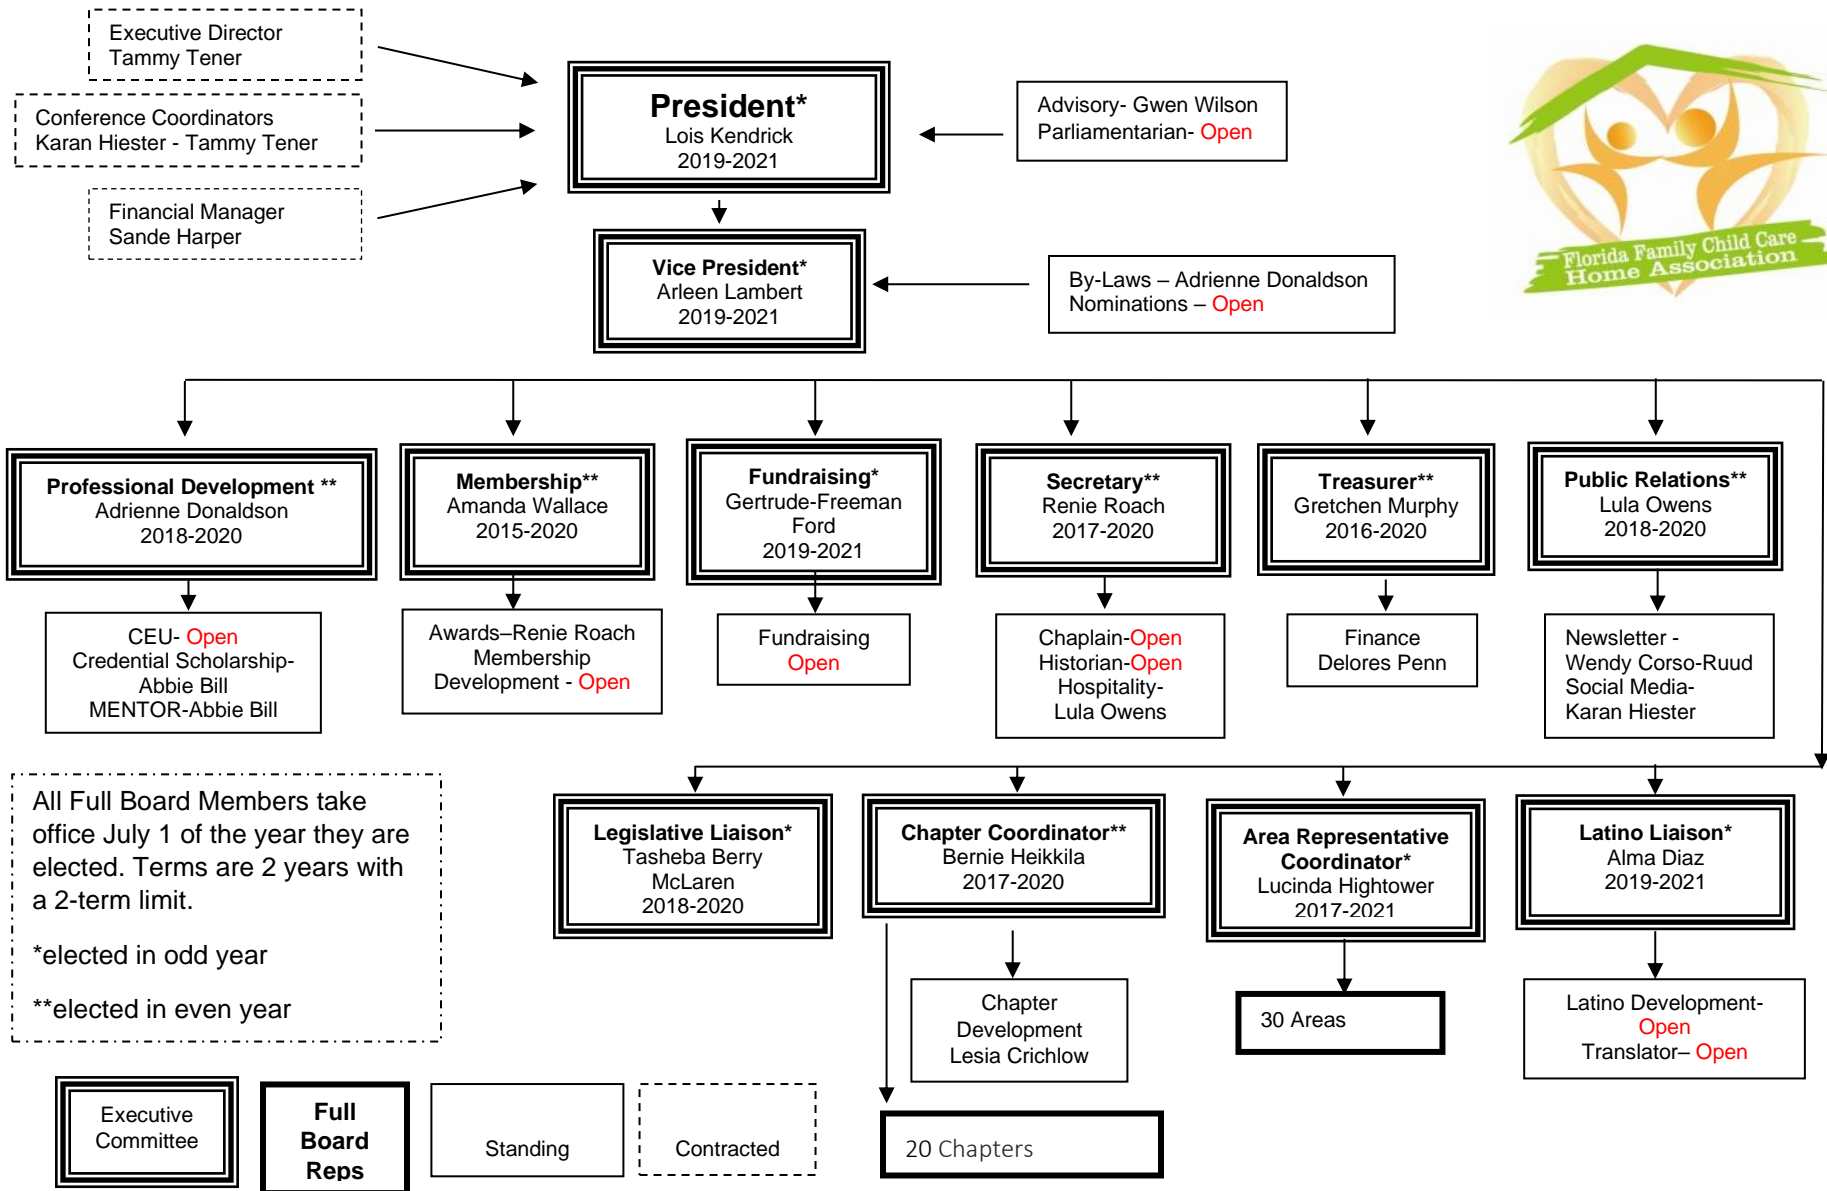 Executive Director
Tammy Tener
Conference Coordinators
Karan Hiester - Tammy Tener
Financial Manager
Sande Harper
President*
Lois Kendrick
2019-2021
Advisory- Gwen Wilson
Parliamentarian- Open
Florida Family Child Care
Home Association
Vice President*
Arleen Lambert
2019-2021
By-Laws – Adrienne Donaldson
Nominations – Open
Professional Development **
Adrienne Donaldson
2018-2020
Membership**
Amanda Wallace
2015-2020
Fundraising*
Gertrude-Freeman
Ford
2019-2021
Secretary**
Renie Roach
2017-2020
Treasurer**
Gretchen Murphy
2016-2020
Public Relations**
Lula Owens
2018-2020
CEU- Open
Credential Scholarship-
Abbie Bill
MENTOR-Abbie Bill
Awards–Renie Roach
Membership
Development - Open
Fundraising
Open
Chaplain-Open
Historian-Open
Hospitality-
Lula Owens
Finance
Delores Penn
Newsletter -
Wendy Corso-Ruud
Social Media-
Karan Hiester
All Full Board Members take
office July 1 of the year they are
elected. Terms are 2 years with
a 2-term limit.
*elected in odd year
**elected in even year
Legislative Liaison*
Tasheba Berry
McLaren
2018-2020
Chapter Coordinator**
Bernie Heikkila
2017-2020
Area Representative
Coordinator*
Lucinda Hightower
2017-2021
Latino Liaison*
Alma Diaz
2019-2021
Chapter
Development
Lesia Crichlow
30 Areas
Latino Development-
Open
Translator– Open
20 Chapters
Executive
Committee
Full
Board
Reps
Standing
Contracted